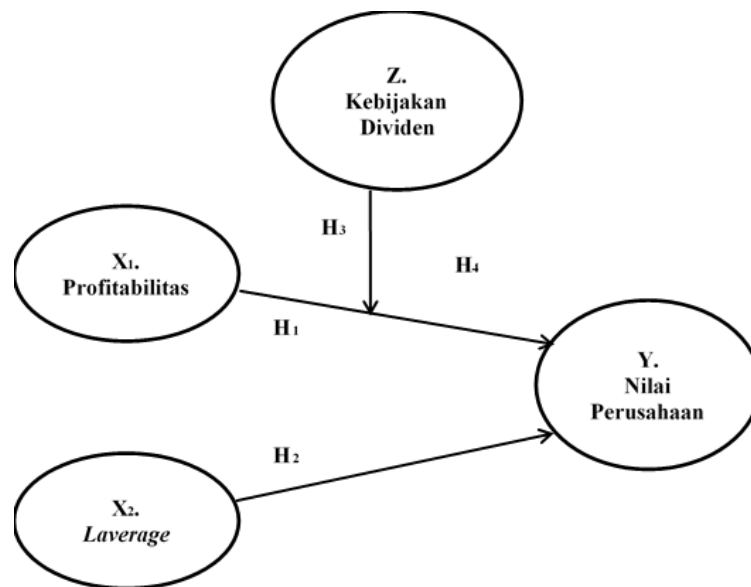 Z.
Kebijakan
Dividen
H₃
H₄
X₁.
Profitabilitas
H₁
Y.
Nilai
Perusahaan
H₂
X₂.
Laverage